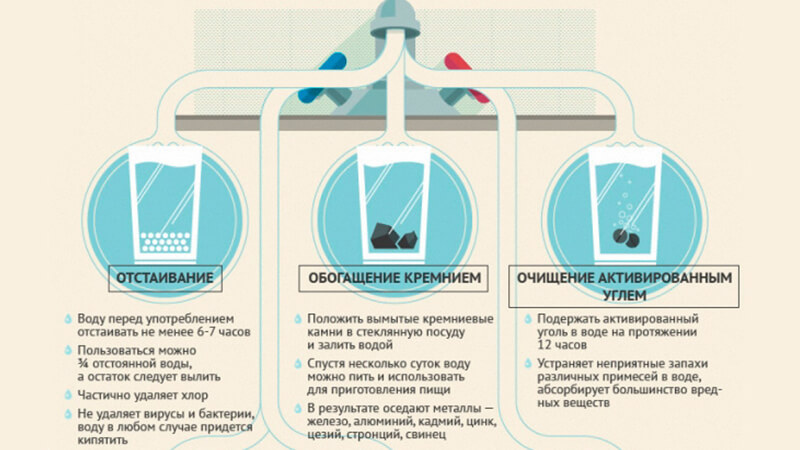 ОТСТАИВАНИЕ
Воду перед употреблением
отстаивать не менее 6-7 часов
Пользоваться можно
¾ отстоянной воды,
а остаток следует вылить
Частично удаляет хлор
Не удаляет вирусы и бактерии,
воду в любом случае придется
кипятить
ОБОГАЩЕНИЕ КРЕМНИЕМ
Положить вымытые кремниевые
камни в стеклянную посуду
и залить водой
Спустя несколько суток воду
можно пить и использовать
для приготовления пищи
В результате оседают металлы —
железо, алюминий, кадмий, цинк,
цезий, стронций, свинец
ОЧИЩЕНИЕ АКТИВИРОВАННЫМ
УГЛЕМ
Подержать активированный
уголь в воде на протяжении
12 часов
Устраняет неприятные запахи
различных примесей в воде,
абсорбирует большинство вред-
ных веществ